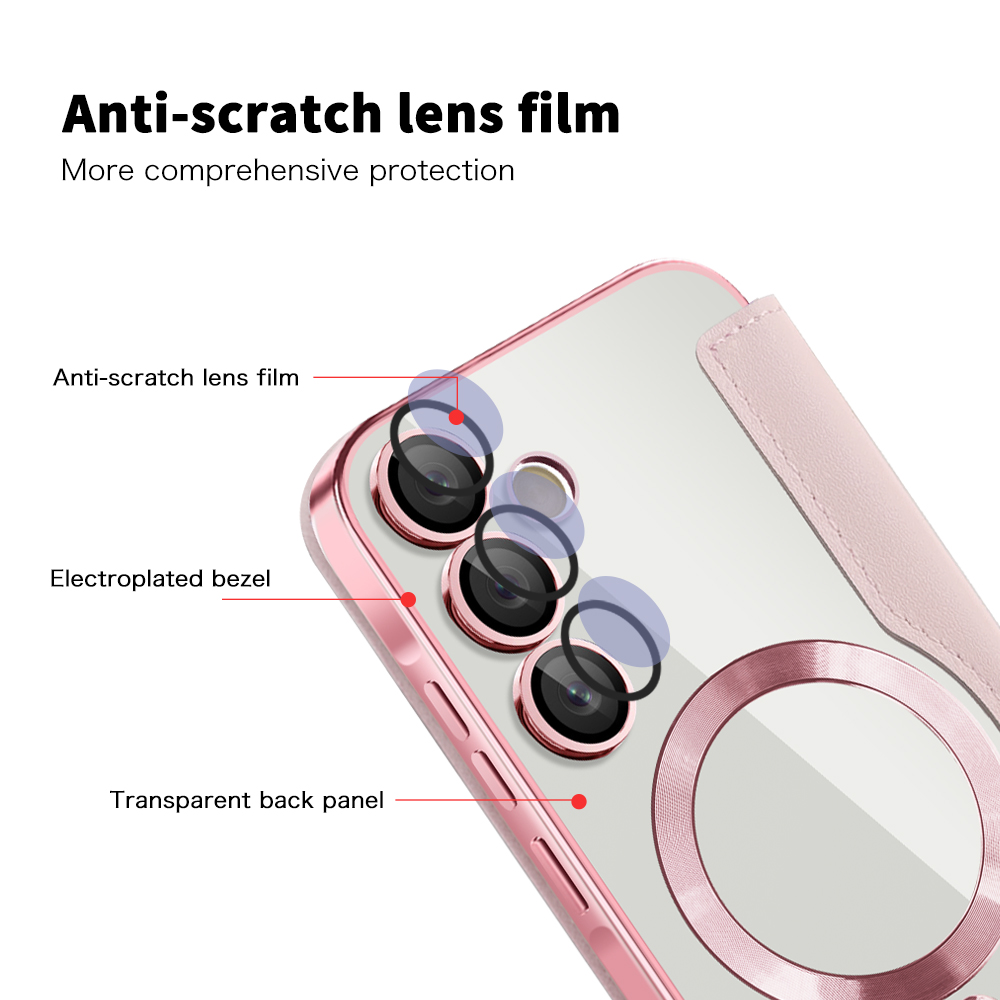 Anti-scratch lens film
More comprehensive protection
Anti-scratch lens film
Electroplated bezel
Transparent back panel